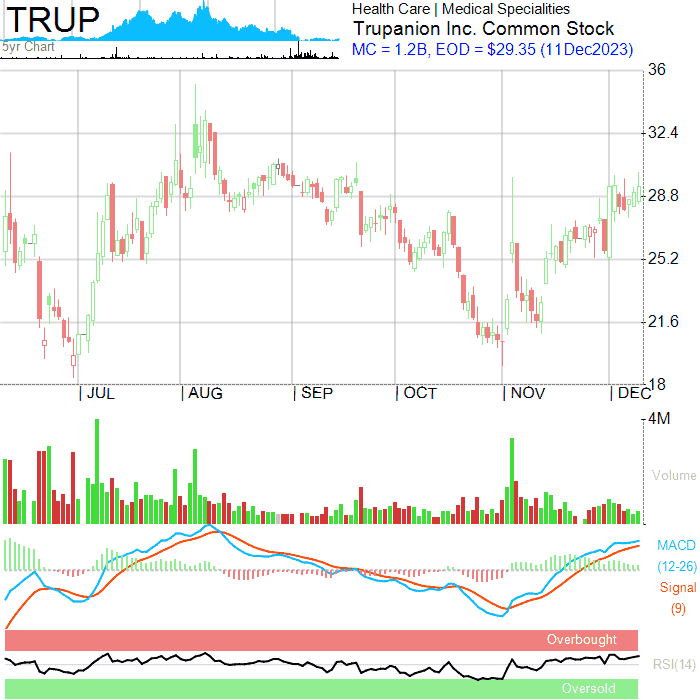 TRUP
5yr Chart
Health Care | Medical Specialities
Trupanion Inc. Common Stock
MC = 1.2B, EOD = $29.35 (11Dec2023)
36
32.4
28.8
25.2
21.6
18
JUL AUG SEP OCT NOV DEC
4M
Volume
MACD
(12-26)
Signal
(9)
Overbought
RSI(14)
Oversold